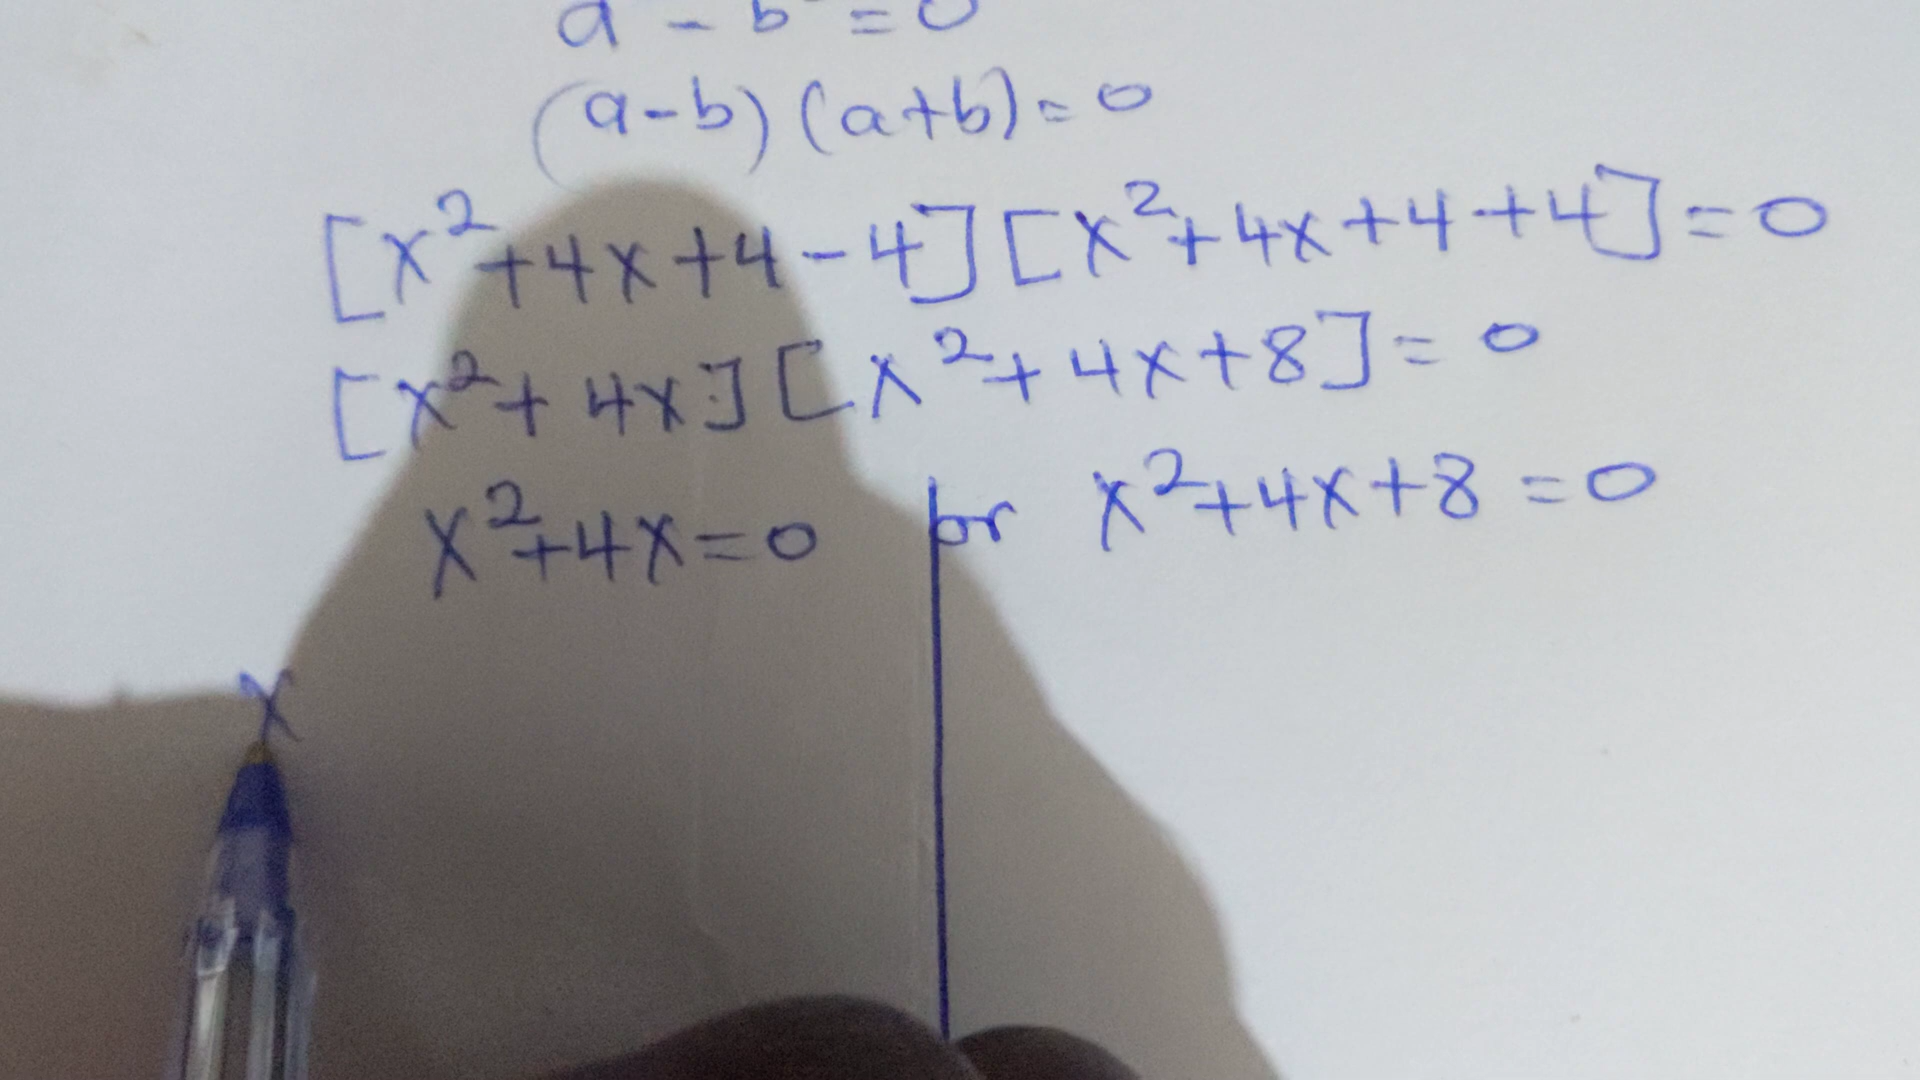 a - b = 0
(a-b)(a+b)=0
[x²+4x+4-4][x²+4x+4+4]=0
[x²+4x][x²+4x+8]=0
x²+4x=0 or x²+4x+8=0
x